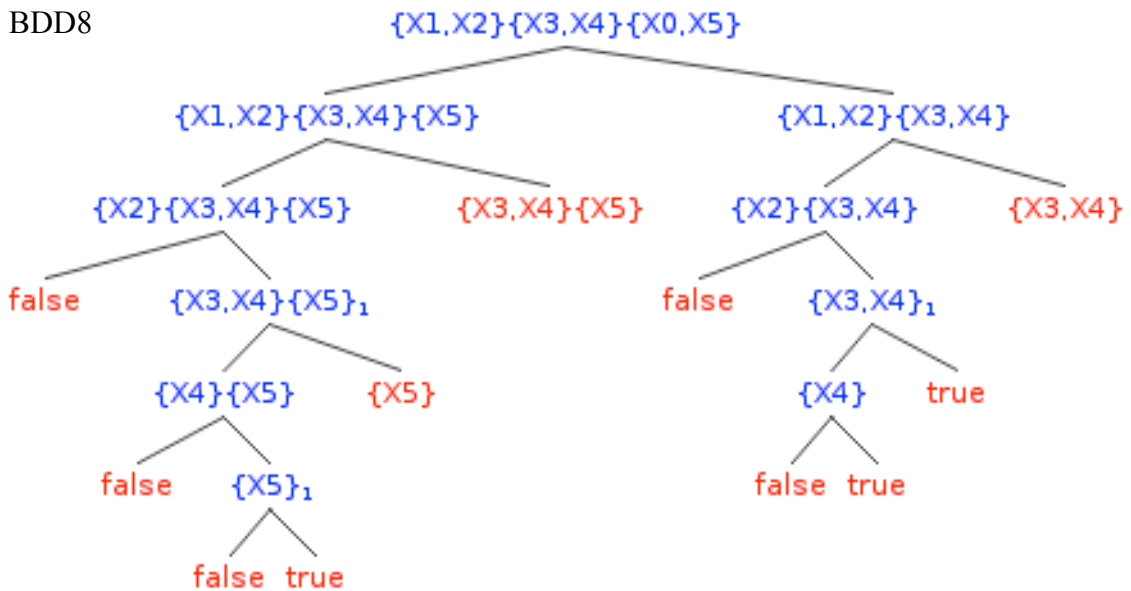 BDD8
{X1,X2}{X3,X4}{X0,X5}
{X1,X2}{X3,X4}{X5} {X1,X2}{X3,X4}
{X2}{X3,X4}{X5} {X3,X4}{X5} {X2}{X3,X4} {X3,X4}
false {X3,X4}{X5}₁ false {X3,X4}₁
{X4}{X5} {X5} {X4} true
false {X5}₁ false true
false true